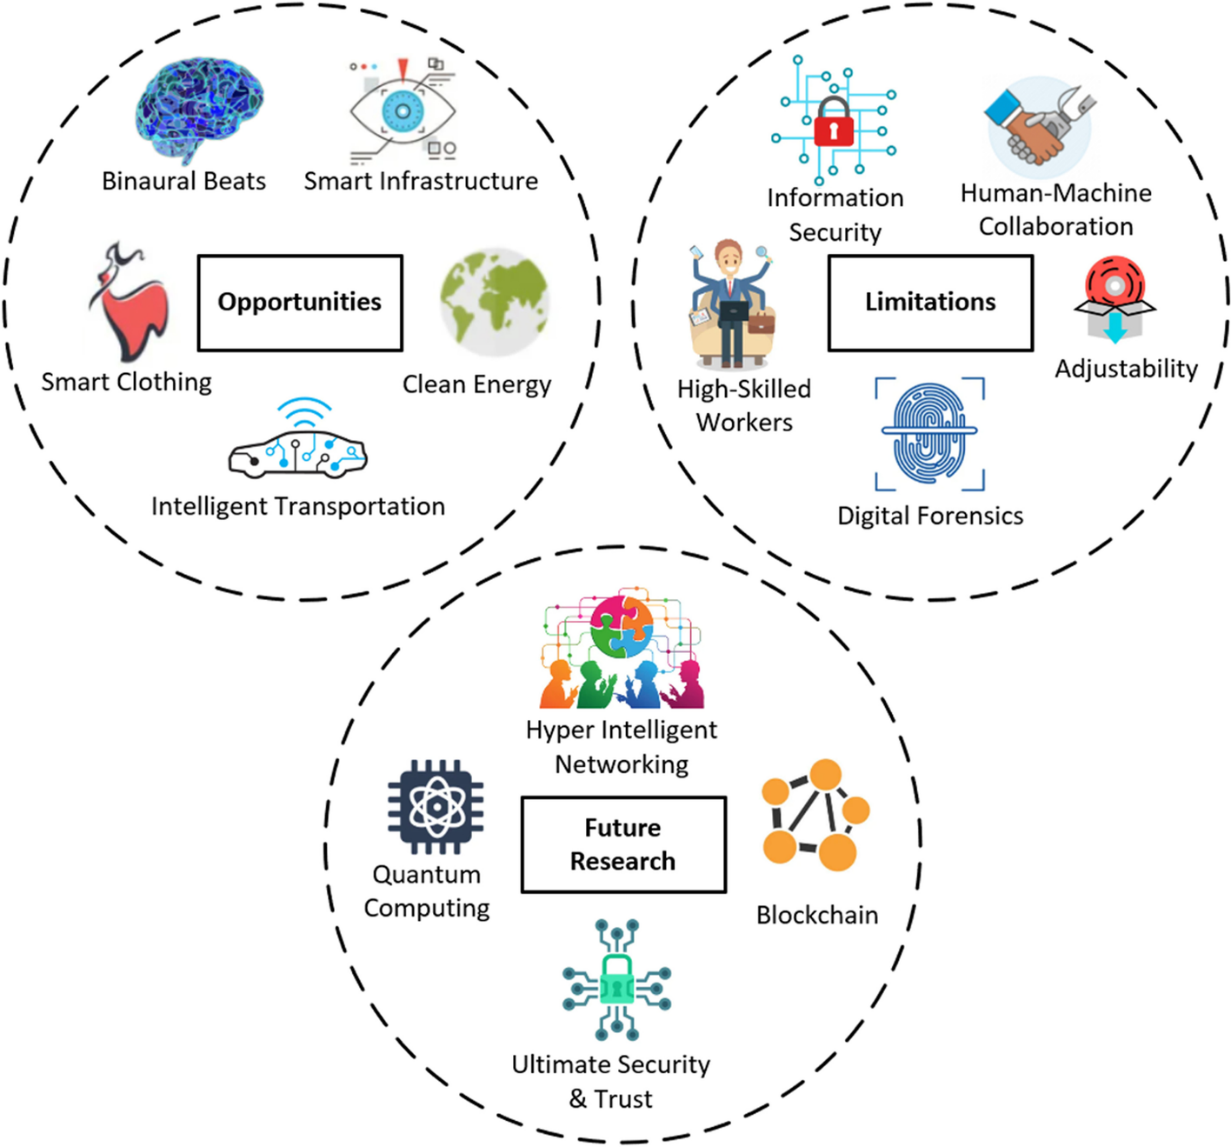 Binaural Beats
Smart Infrastructure
Opportunities
Smart Clothing
Clean Energy
Intelligent Transportation
Information
Security
Human-Machine
Collaboration
Limitations
High-Skilled
Workers
Adjustability
Digital Forensics
Hyper Intelligent
Networking
Future
Research
Quantum
Computing
Blockchain
Ultimate Security
& Trust